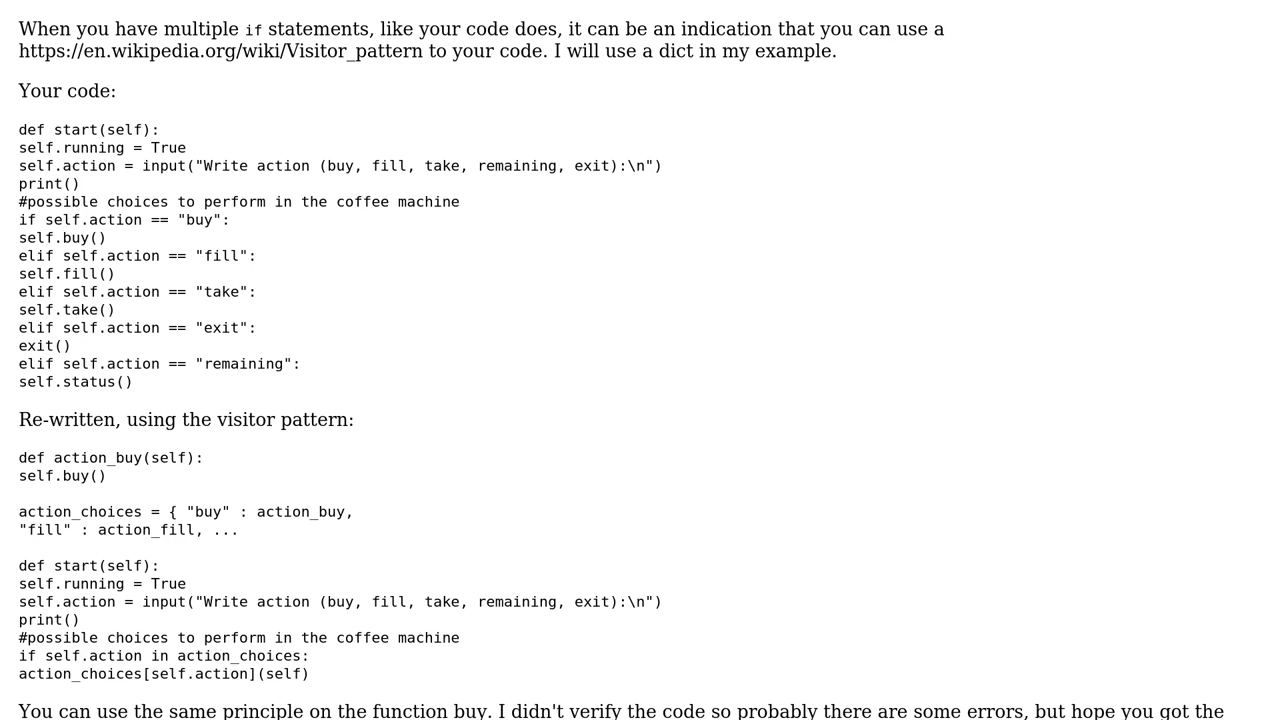 When you have multiple if statements, like your code does, it can be an indication that you can use a
https://en.wikipedia.org/wiki/Visitor_pattern to your code. I will use a dict in my example.
Your code:
def start(self):
self.running = True
self.action = input("Write action (buy, fill, take, remaining, exit):\n")
print()
#possible choices to perform in the coffee machine
if self.action == "buy":
self.buy()
elif self.action == "fill":
self.fill()
elif self.action == "take":
self.take()
elif self.action == "exit":
exit()
elif self.action == "remaining":
self.status()
Re-written, using the visitor pattern:
def action_buy(self):
self.buy()
action_choices = { "buy" : action_buy,
"fill" : action_fill, ...
def start(self):
self.running = True
self.action = input("Write action (buy, fill, take, remaining, exit):\n")
print()
#possible choices to perform in the coffee machine
if self.action in action_choices:
action_choices[self.action](self)
You can use the same principle on the function buy. I didn't verify the code so probably there are some errors, but hope you got the